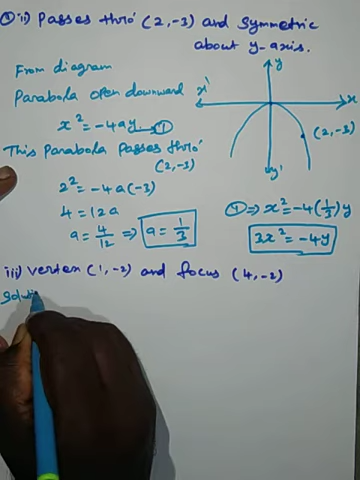 ① ii) Passes thro' (2,-3) and Symmetric
about y-axis.
From diagram
Parabola open downward
x² = -4ay → ①
This Parabola passes thro'
(2,-3)
2² = -4a(-3)
4 = 12a
a = 4/12 ⇒ a = 1/3
y
x'
x
(2,-3)
y'
① ⇒ x² = -4(1/3)y
3x² = -4y
iii) Vertex (1,-2) and focus (4,-2)